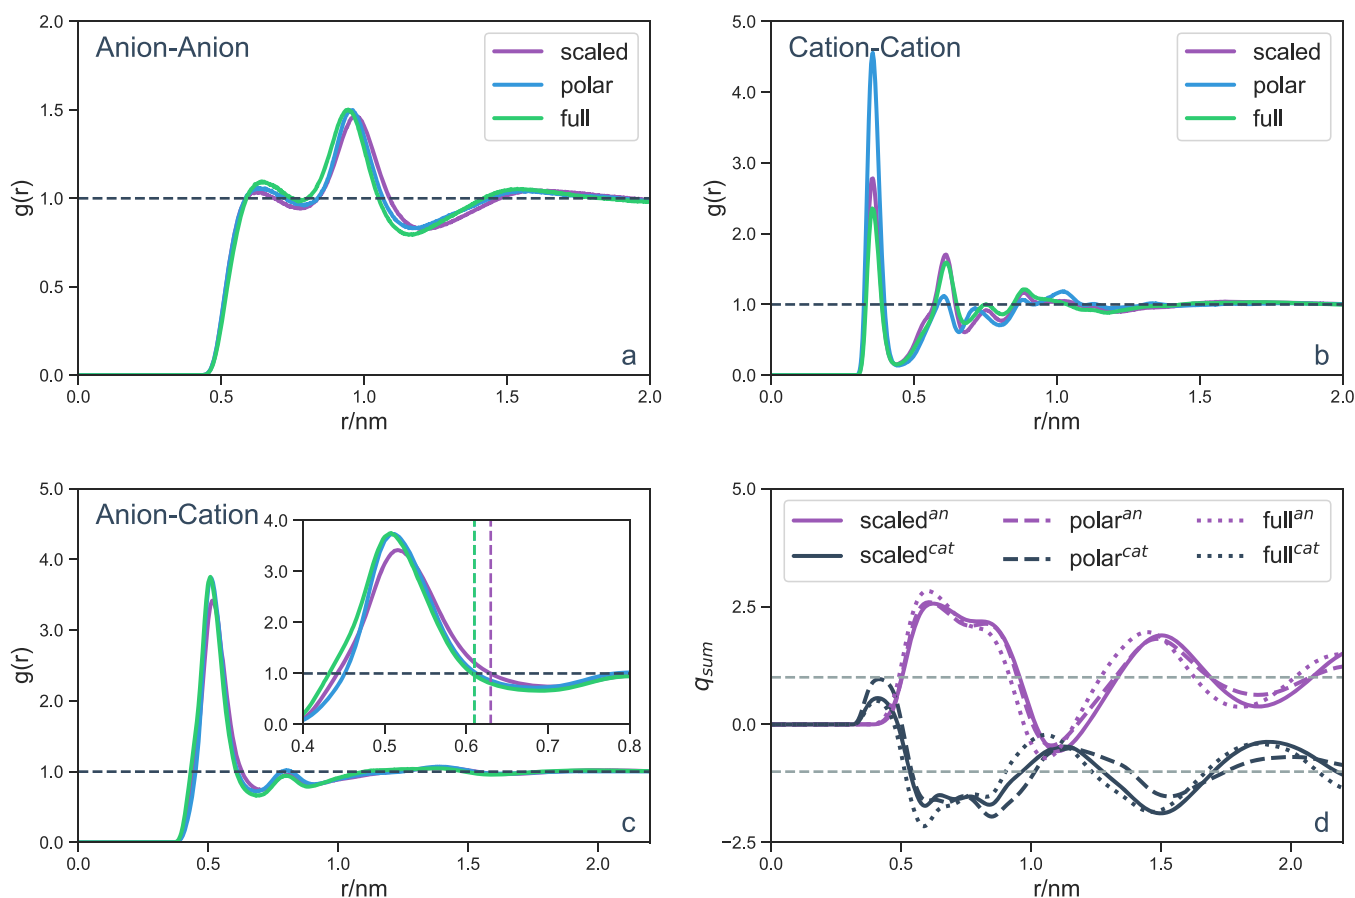 Anion-Anion
scaled
polar
full
2.0
1.5
1.0
0.5
0.0
g(r)
0.0 0.5 1.0 1.5 2.0
r/nm
a
Cation-Cation
scaled
polar
full
5.0
4.0
3.0
2.0
1.0
0.0
g(r)
0.0 0.5 1.0 1.5 2.0
r/nm
b
Anion-Cation
5.0
4.0
3.0
2.0
1.0
0.0
g(r)
4.0
3.0
2.0
1.0
0.0
0.4 0.5 0.6 0.7 0.8
0.0 0.5 1.0 1.5 2.0
r/nm
c
scaled^an polar^an full^an
scaled^cat polar^cat full^cat
5.0
2.5
0.0
−2.5
q_sum
0.0 0.5 1.0 1.5 2.0
r/nm
d